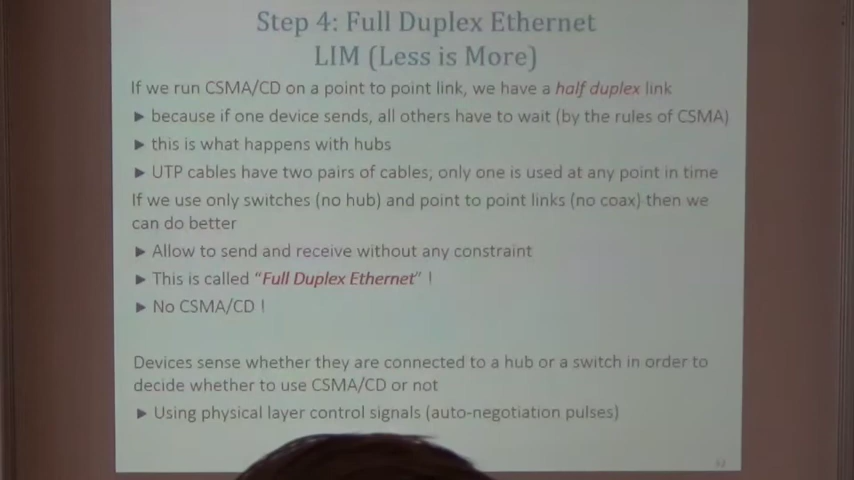 Step 4: Full Duplex Ethernet
LIM (Less is More)
If we run CSMA/CD on a point to point link, we have a half duplex link
► because if one device sends, all others have to wait (by the rules of CSMA)
► this is what happens with hubs
► UTP cables have two pairs of cables; only one is used at any point in time
If we use only switches (no hub) and point to point links (no coax) then we
can do better
► Allow to send and receive without any constraint
► This is called “Full Duplex Ethernet” !
► No CSMA/CD !
Devices sense whether they are connected to a hub or a switch in order to
decide whether to use CSMA/CD or not
► Using physical layer control signals (auto-negotiation pulses)